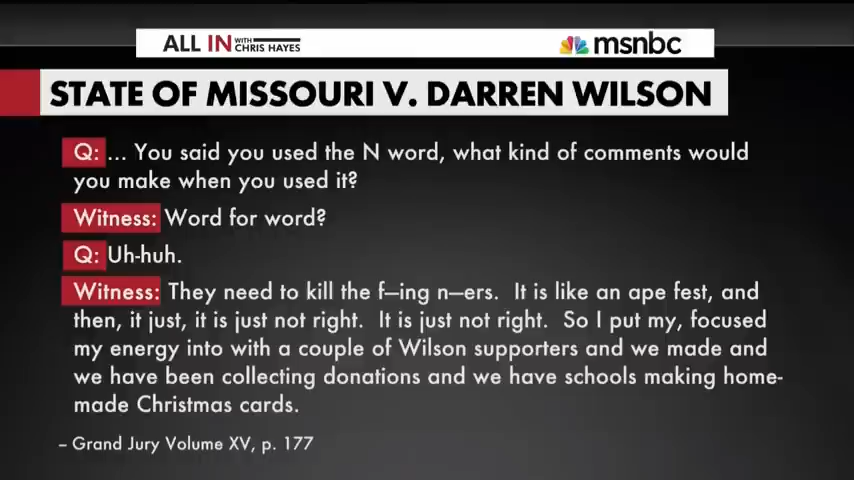 ALL IN WITH CHRIS HAYES
msnbc
STATE OF MISSOURI V. DARREN WILSON
Q: ... You said you used the N word, what kind of comments would
you make when you used it?
Witness: Word for word?
Q: Uh-huh.
Witness: They need to kill the f—ing n—ers. It is like an ape fest, and
then, it just, it is just not right. It is just not right. So I put my, focused
my energy into with a couple of Wilson supporters and we made and
we have been collecting donations and we have schools making home-
made Christmas cards.
– Grand Jury Volume XV, p. 177